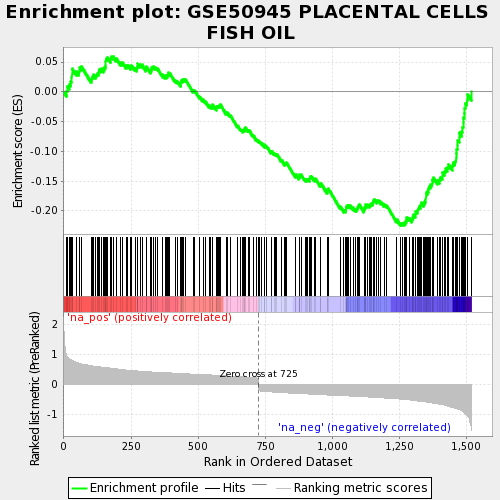 Enrichment plot: GSE50945 PLACENTAL CELLS
FISH OIL
Enrichment score (ES)
0.05
0.00
-0.05
-0.10
-0.15
-0.20
'na_pos' (positively correlated)
Ranked list metric (PreRanked)
2
1
0
-1
Zero cross at 725
'na_neg' (negatively correlated)
0
250
500
750
1,000
1,250
1,500
Rank in Ordered Dataset
Enrichment profile
Hits
Ranking metric scores